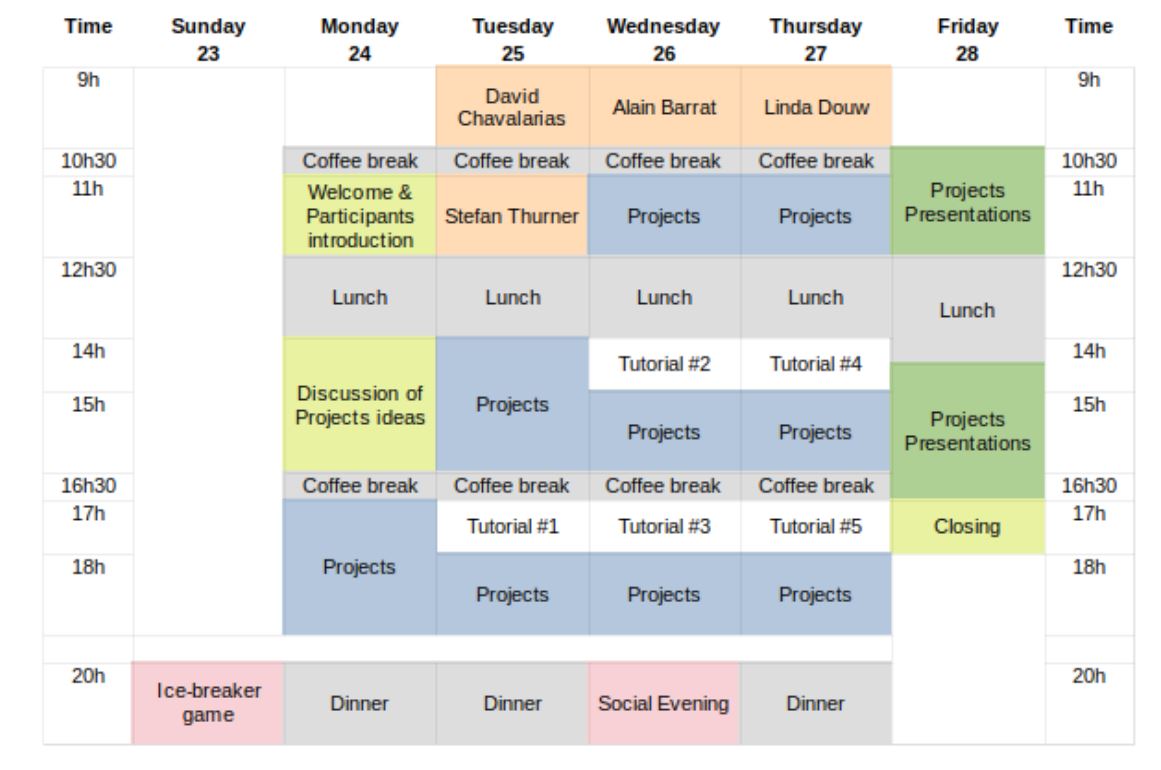 Time Sunday Monday Tuesday Wednesday Thursday Friday Time
23 24 25 26 27 28
9h David Chavalarias Alain Barrat Linda Douw 9h
10h30 Coffee break Coffee break Coffee break Coffee break Projects Presentations 10h30
11h Welcome & Participants introduction Stefan Thurner Projects Projects 11h
12h30 Lunch Lunch Lunch Lunch Lunch 12h30
14h Discussion of Projects ideas Projects Tutorial #2 Tutorial #4 Projects Presentations 14h
15h Projects Projects 15h
16h30 Coffee break Coffee break Coffee break Coffee break 16h30
17h Projects Tutorial #1 Tutorial #3 Tutorial #5 Closing 17h
18h Projects Projects Projects 18h
20h Ice-breaker game Dinner Dinner Social Evening Dinner 20h